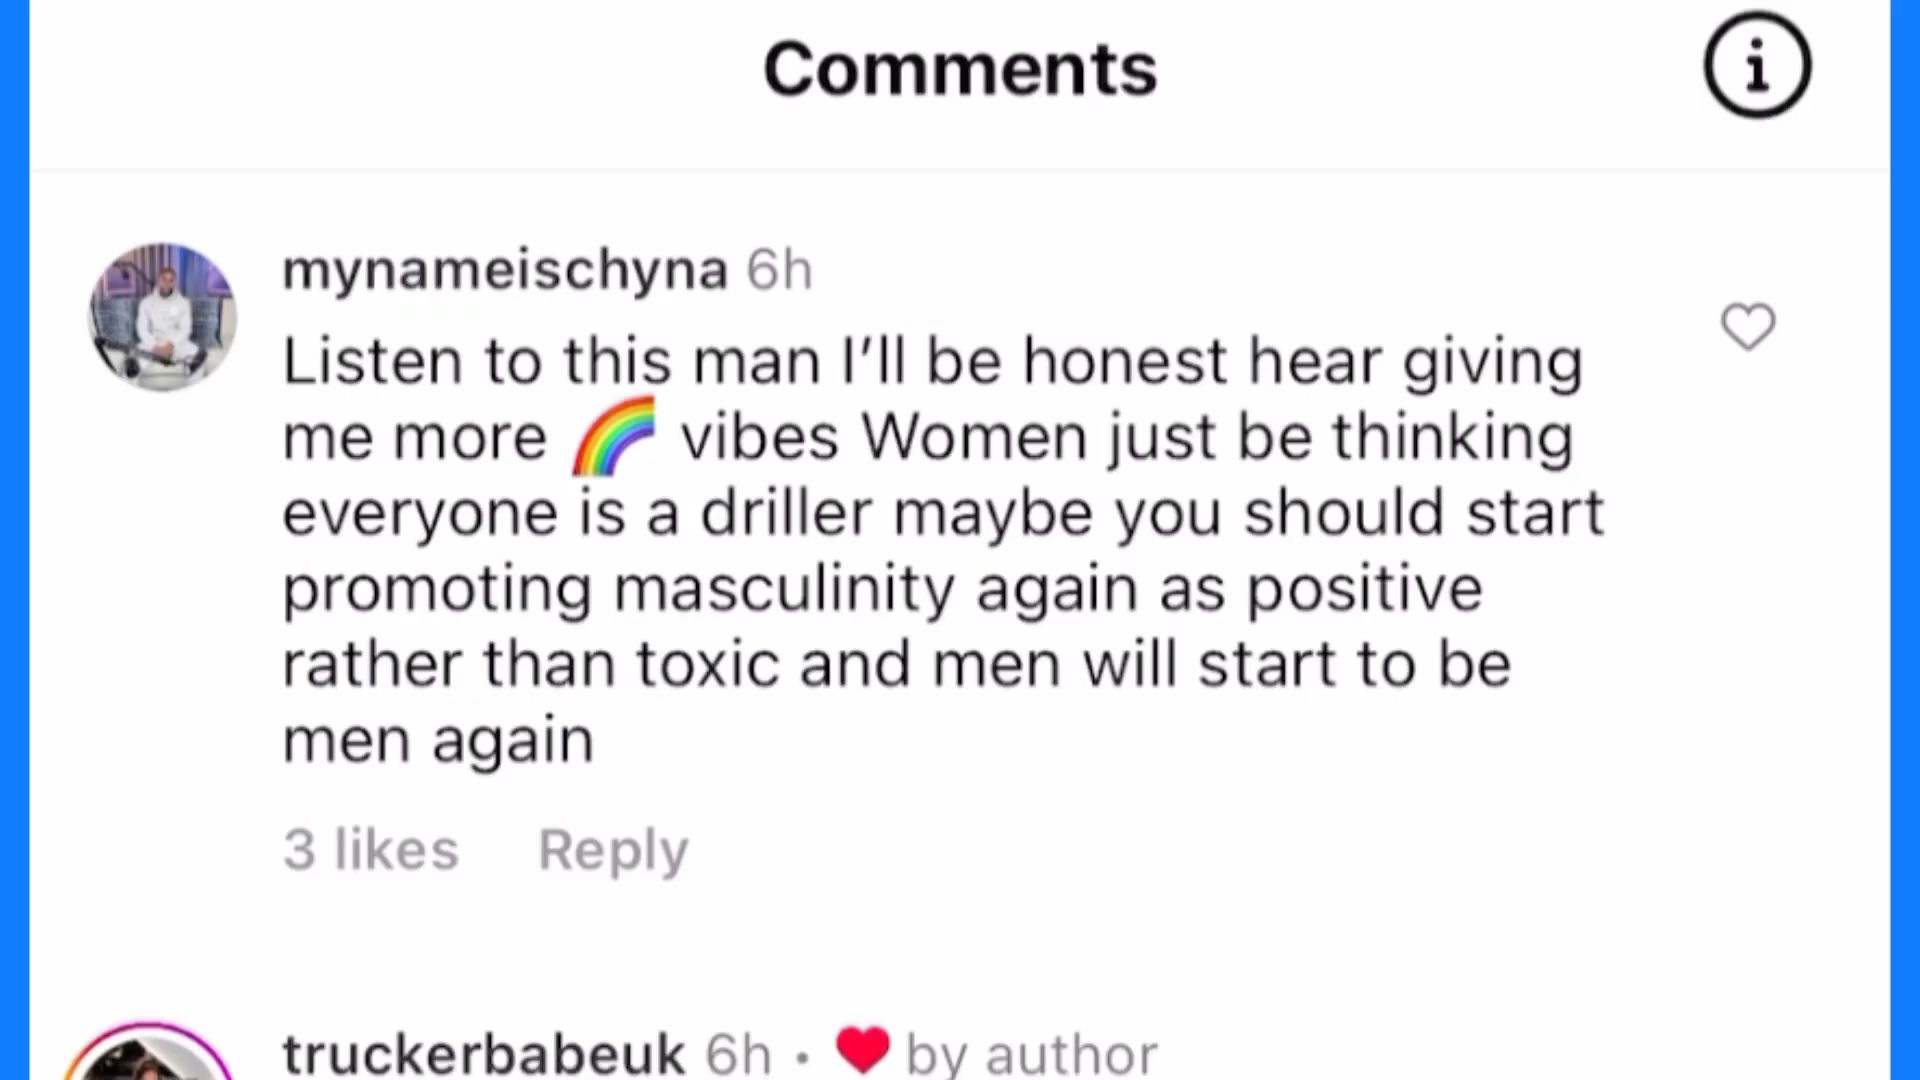 Comments
mynameischyna 6h
Listen to this man I’ll be honest hear giving
me more 🌈 vibes Women just be thinking
everyone is a driller maybe you should start
promoting masculinity again as positive
rather than toxic and men will start to be
men again
3 likes Reply
truckerbabeuk 6h • ❤️ by author